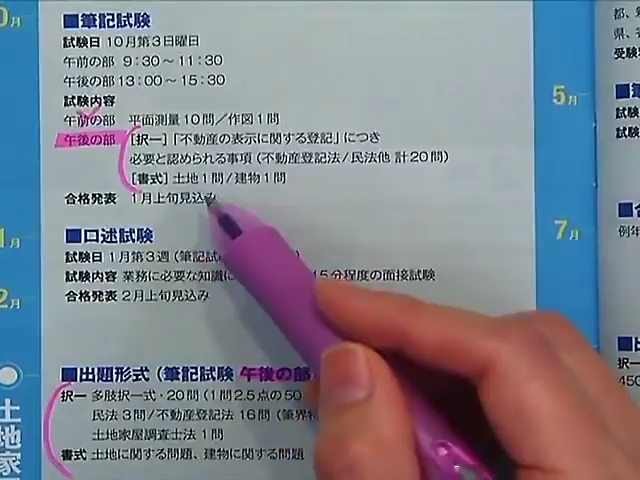 0月
■筆記試験
試験日 10月第3日曜日
午前の部 9:30～11:30
午後の部 13:00～15:30
試験内容
午前の部 平面測量10問/作図1問
午後の部 [択一]「不動産の表示に関する登記」につき
必要と認められる事項(不動産登記法/民法他 計20問)
[書式] 土地1問/建物1問
合格発表 1月上旬見込み
1月
■口述試験
試験日 1月第3週(筆記試
試験内容 業務に必要な知識に 15分程度の面接試験
2月
合格発表 2月上旬見込み
■出題形式(筆記試験 午後の部
択一 多肢択一式・20問(1問2.5点の50
民法3問/不動産登記法16問(筆界特
土地家屋調査士法1問
書式 土地に関する問題、建物に関する問題
土地家
都、
県、
受験
5月
■筆
試験
試験
7月
■合
例年
■出
450